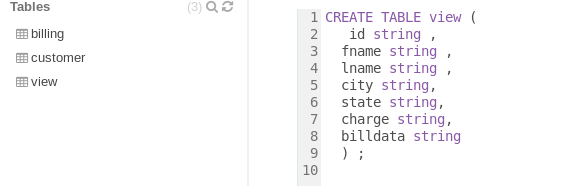 Tables (3)
billing
customer
view
1 CREATE TABLE view (
2 id string ,
3 fname string ,
4 lname string ,
5 city string,
6 state string,
7 charge string,
8 billdata string
9 ) ;
10